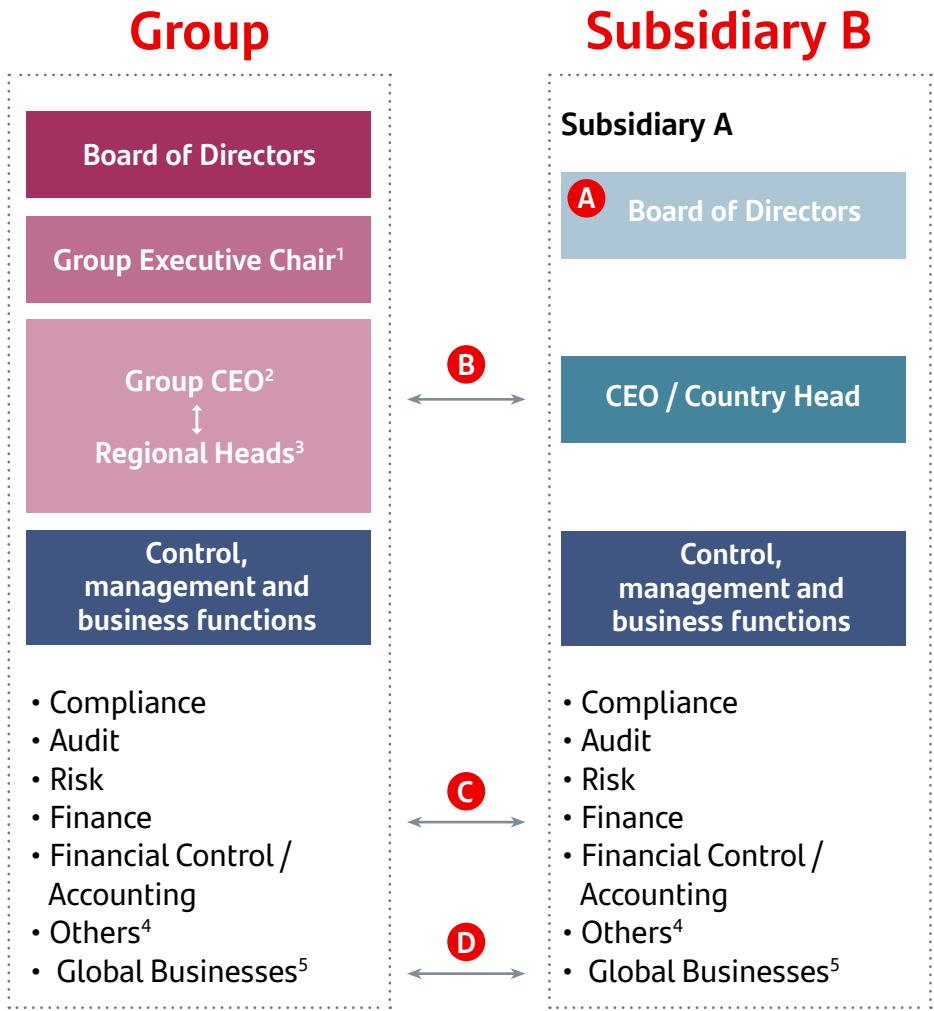 Group
Board of Directors
Group Executive Chair¹
Group CEO²
Regional Heads³
Control,
management and
business functions
• Compliance
• Audit
• Risk
• Finance
• Financial Control /
Accounting
• Others⁴
• Global Businesses⁵
B
C
D
Subsidiary B
Subsidiary A
A
Board of Directors
CEO / Country Head
Control,
management and
business functions
• Compliance
• Audit
• Risk
• Finance
• Financial Control /
Accounting
• Others⁴
• Global Businesses⁵